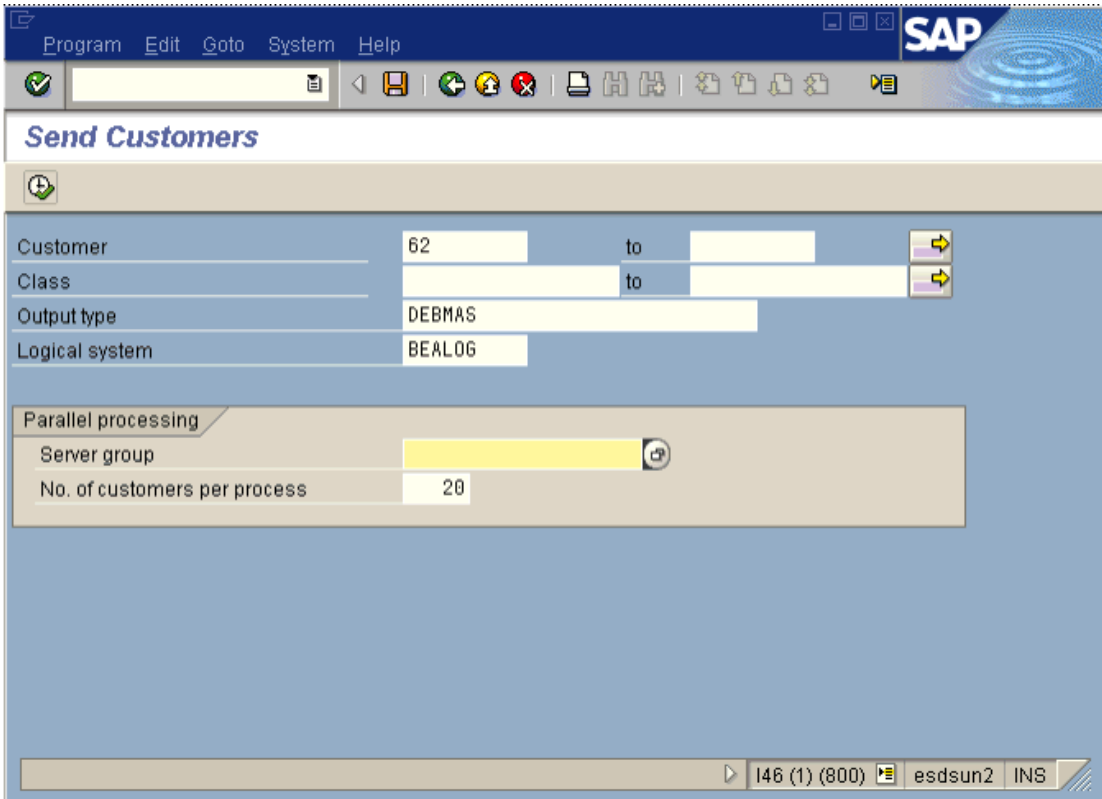 Program Edit Goto System Help
SAP
Send Customers
Customer 62 to
Class to
Output type DEBMAS
Logical system BEALOG
Parallel processing
Server group
No. of customers per process 20
I46 (1) (800) esdsun2 INS